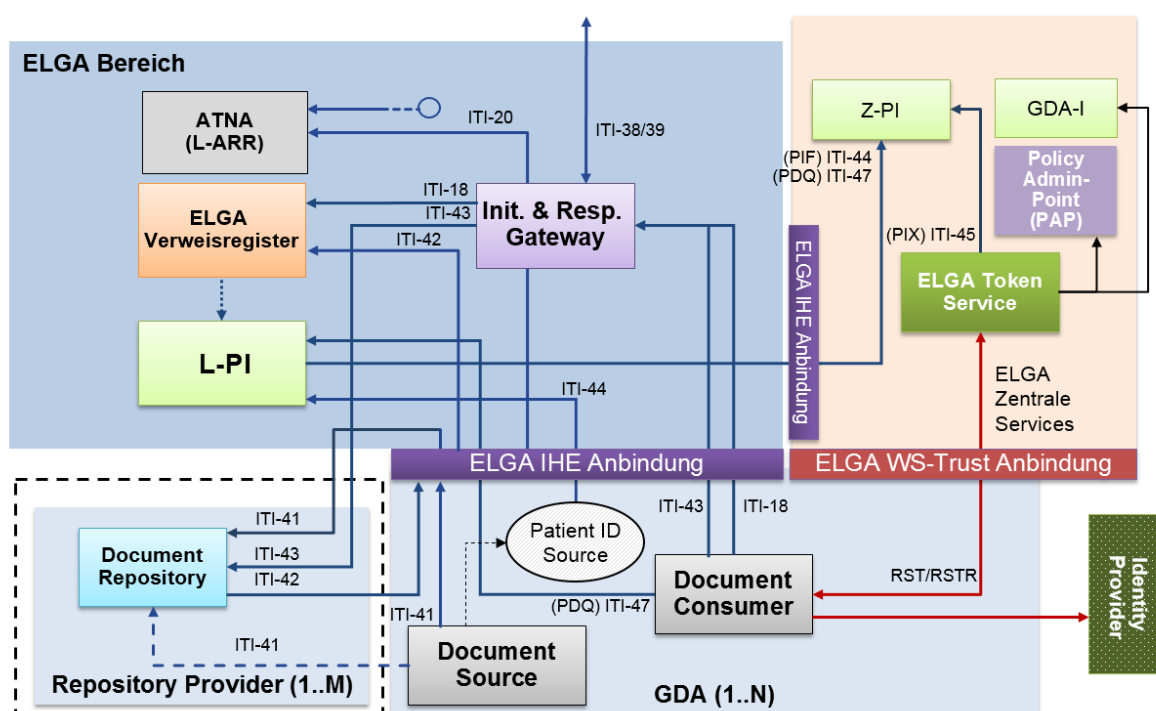 ELGA Bereich
ATNA
(L-ARR)
ITI-20
ITI-38/39
Z-PI
GDA-I
(PIF) ITI-44
(PDQ) ITI-47
Policy
Admin-
Point
(PAP)
ELGA
Verweisregister
ITI-18
ITI-43
ITI-42
Init. & Resp.
Gateway
(PIX) ITI-45
ELGA IHE Anbindung
ELGA Token
Service
L-PI
ITI-44
ELGA
Zentrale
Services
ELGA IHE Anbindung
ELGA WS-Trust Anbindung
ITI-41
ITI-43
ITI-42
Document
Repository
ITI-41
Repository Provider (1..M)
Patient ID
Source
ITI-43
ITI-18
Document
Consumer
RST/RSTR
Identity
Provider
(PDQ) ITI-47
ITI-41
Document
Source
GDA (1..N)